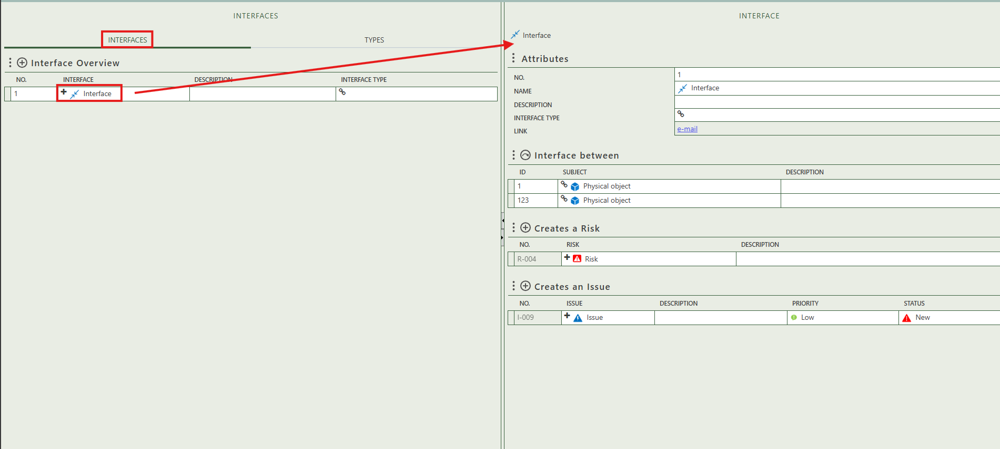 INTERFACES
INTERFACES TYPES
Interface Overview
NO. INTERFACE DESCRIPTION INTERFACE TYPE
1 Interface
INTERFACE
Interface
Attributes
NO. 1
NAME Interface
DESCRIPTION
INTERFACE TYPE
LINK e-mail
Interface between
ID SUBJECT DESCRIPTION
1 Physical object
123 Physical object
Creates a Risk
NO. RISK DESCRIPTION
R-004 Risk
Creates an Issue
NO. ISSUE DESCRIPTION PRIORITY STATUS
I-009 Issue Low New